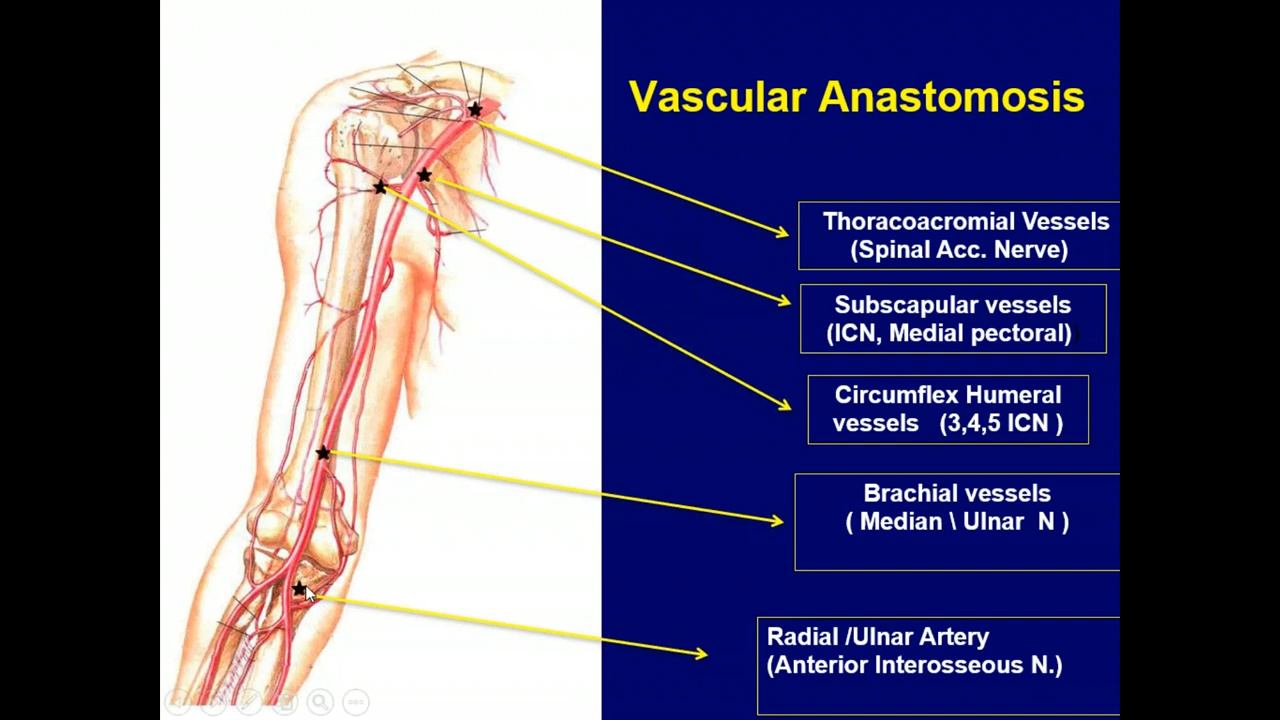 Vascular Anastomosis
Thoracoacromial Vessels
(Spinal Acc. Nerve)
Subscapular vessels
(ICN, Medial pectoral)
Circumflex Humeral
vessels (3,4,5 ICN )
Brachial vessels
( Median \ Ulnar N )
Radial /Ulnar Artery
(Anterior Interosseous N.)